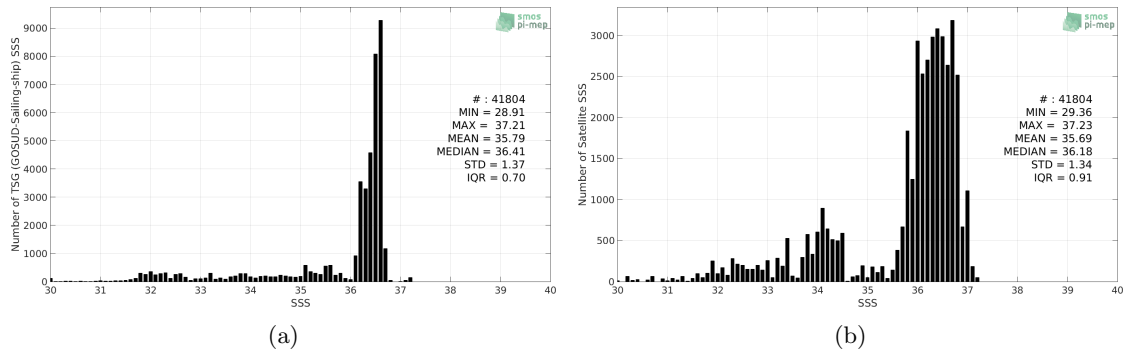 smos
pi-mep
Number of TSG (GOSUD-Sailing-ship) SSS
9000
8000
7000
6000
5000
4000
3000
2000
1000
0
# : 41804
MIN = 28.91
MAX = 37.21
MEAN = 35.79
MEDIAN = 36.41
STD = 1.37
IQR = 0.70
30 31 32 33 34 35 36 37 38 39 40
SSS
(a)
smos
pi-mep
Number of Satellite SSS
3000
2500
2000
1500
1000
500
0
# : 41804
MIN = 29.36
MAX = 37.23
MEAN = 35.69
MEDIAN = 36.18
STD = 1.34
IQR = 0.91
30 31 32 33 34 35 36 37 38 39 40
SSS
(b)